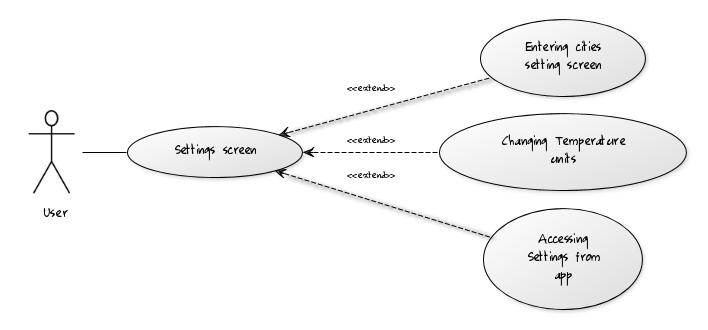 Entering cities
setting screen
<<extend>>
Settings screen
<<extend>>
Changing Temperature
units
<<extend>>
User
Accessing
Settings from
app